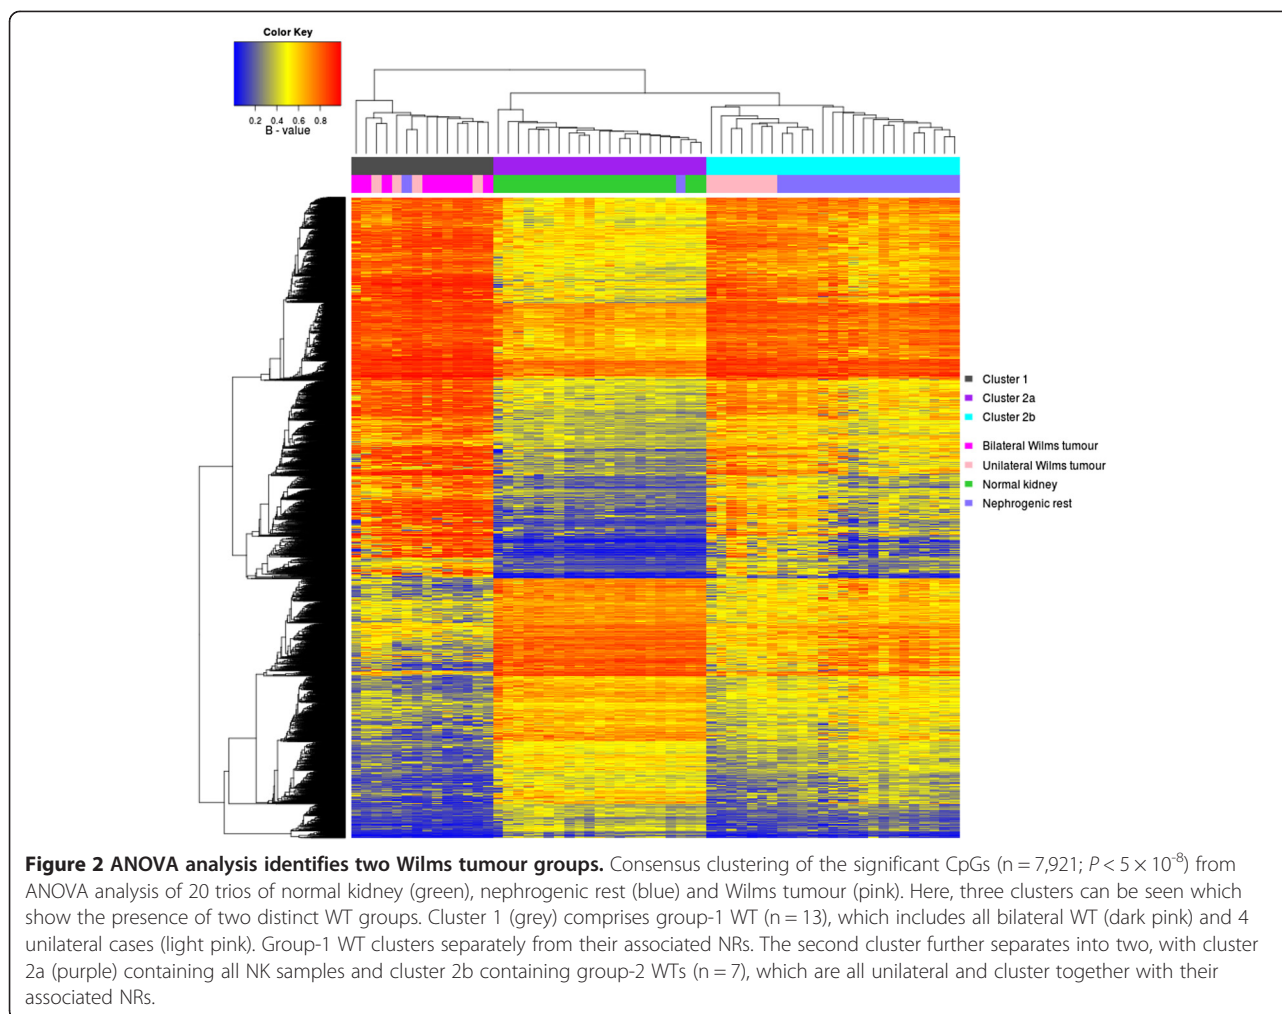 Color Key
0.2 0.4 0.6 0.8
B - value
Cluster 1
Cluster 2a
Cluster 2b
Bilateral Wilms tumour
Unilateral Wilms tumour
Normal kidney
Nephrogenic rest
Figure 2 ANOVA analysis identifies two Wilms tumour groups. Consensus clustering of the significant CpGs (n = 7,921; P < 5 × 10⁻⁸) from
ANOVA analysis of 20 trios of normal kidney (green), nephrogenic rest (blue) and Wilms tumour (pink). Here, three clusters can be seen which
show the presence of two distinct WT groups. Cluster 1 (grey) comprises group-1 WT (n = 13), which includes all bilateral WT (dark pink) and 4
unilateral cases (light pink). Group-1 WT clusters separately from their associated NRs. The second cluster further separates into two, with cluster
2a (purple) containing all NK samples and cluster 2b containing group-2 WTs (n = 7), which are all unilateral and cluster together with their
associated NRs.